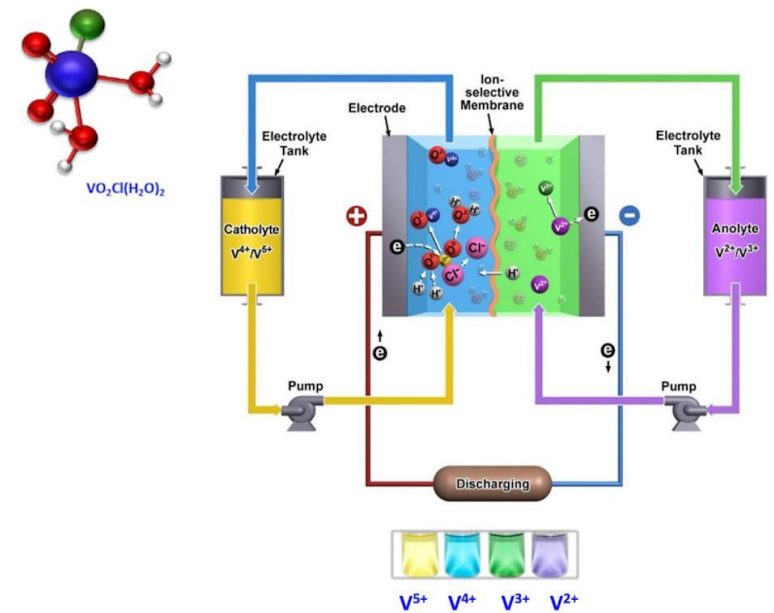 VO₂Cl(H₂O)₂
Electrolyte
Tank
Electrode
Ion-
selective
Membrane
Electrolyte
Tank
Catholyte
V⁴⁺/V⁵⁺
Anolyte
V²⁺/V³⁺
+
-
e
e
e
e
Cl⁻
Cl⁻
H⁺
H⁺
H⁺
V²⁺
V²⁺
Pump
Pump
Discharging
V⁵⁺ V⁴⁺ V³⁺ V²⁺